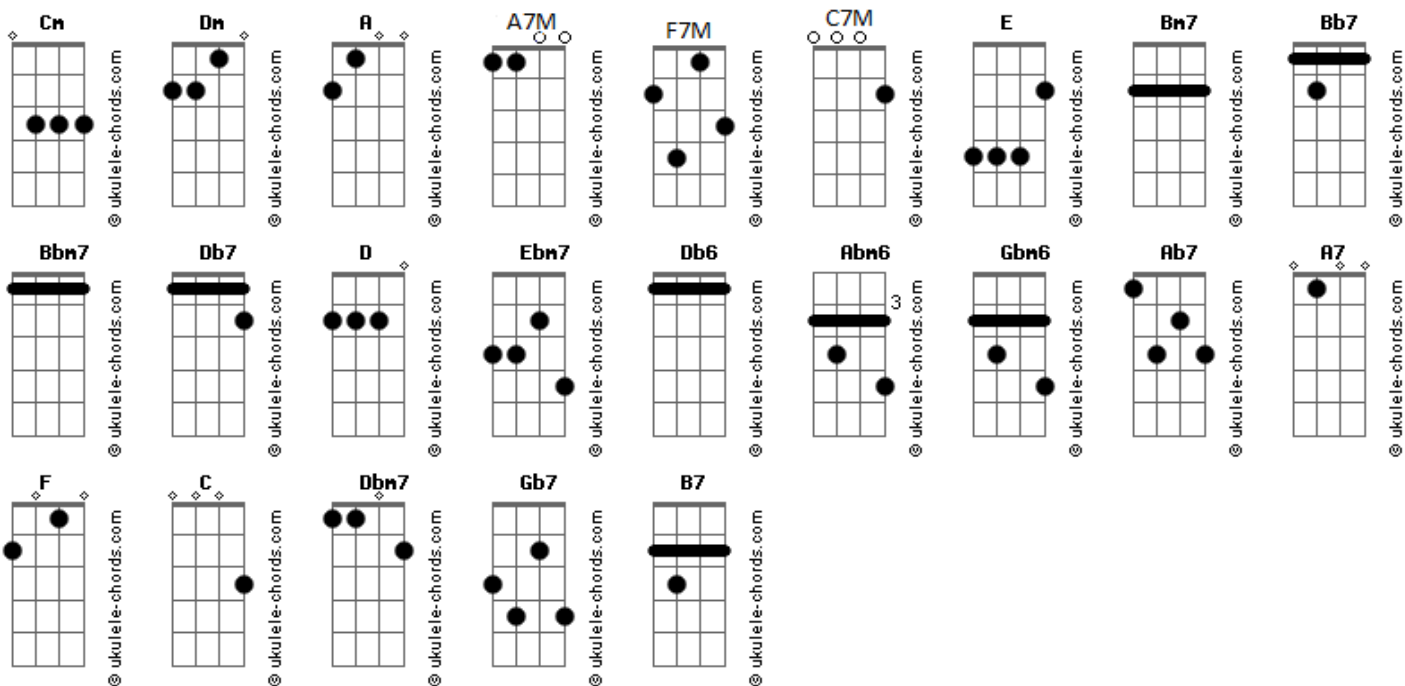 Cm Dm A A7M F7M C7M E Bm7 Bb7
© ukulele-chords.com © ukulele-chords.com © ukulele-chords.com © ukulele-chords.com © ukulele-chords.com © ukulele-chords.com © ukulele-chords.com © ukulele-chords.com © ukulele-chords.com
Bbm7 Db7 D Ebm7 Db6 Abm6 Gbm6 Ab7 A7
3
© ukulele-chords.com © ukulele-chords.com © ukulele-chords.com © ukulele-chords.com © ukulele-chords.com © ukulele-chords.com © ukulele-chords.com © ukulele-chords.com © ukulele-chords.com
F C Dbm7 Gb7 B7
© ukulele-chords.com © ukulele-chords.com © ukulele-chords.com © ukulele-chords.com © ukulele-chords.com